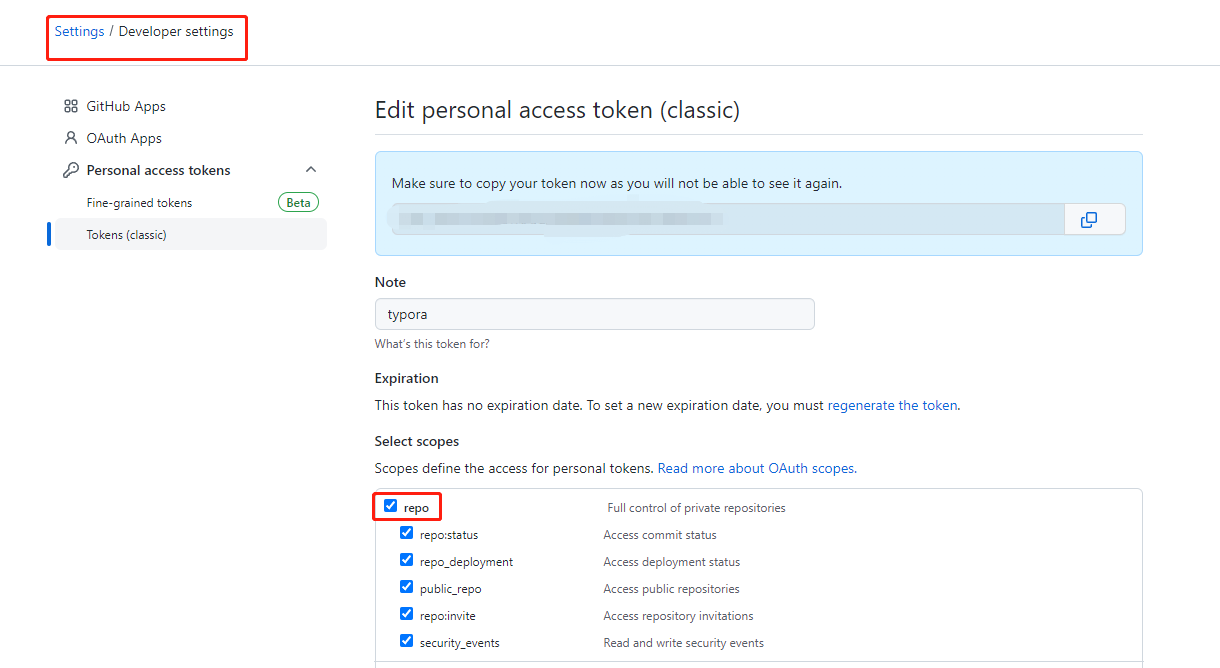 Settings / Developer settings
GitHub Apps
OAuth Apps
Personal access tokens
Fine-grained tokens Beta
Tokens (classic)
Edit personal access token (classic)
Make sure to copy your token now as you will not be able to see it again.
Note
typora
What's this token for?
Expiration
This token has no expiration date. To set a new expiration date, you must regenerate the token.
Select scopes
Scopes define the access for personal tokens. Read more about OAuth scopes.
repo Full control of private repositories
repo:status Access commit status
repo_deployment Access deployment status
public_repo Access public repositories
repo:invite Access repository invitations
security_events Read and write security events